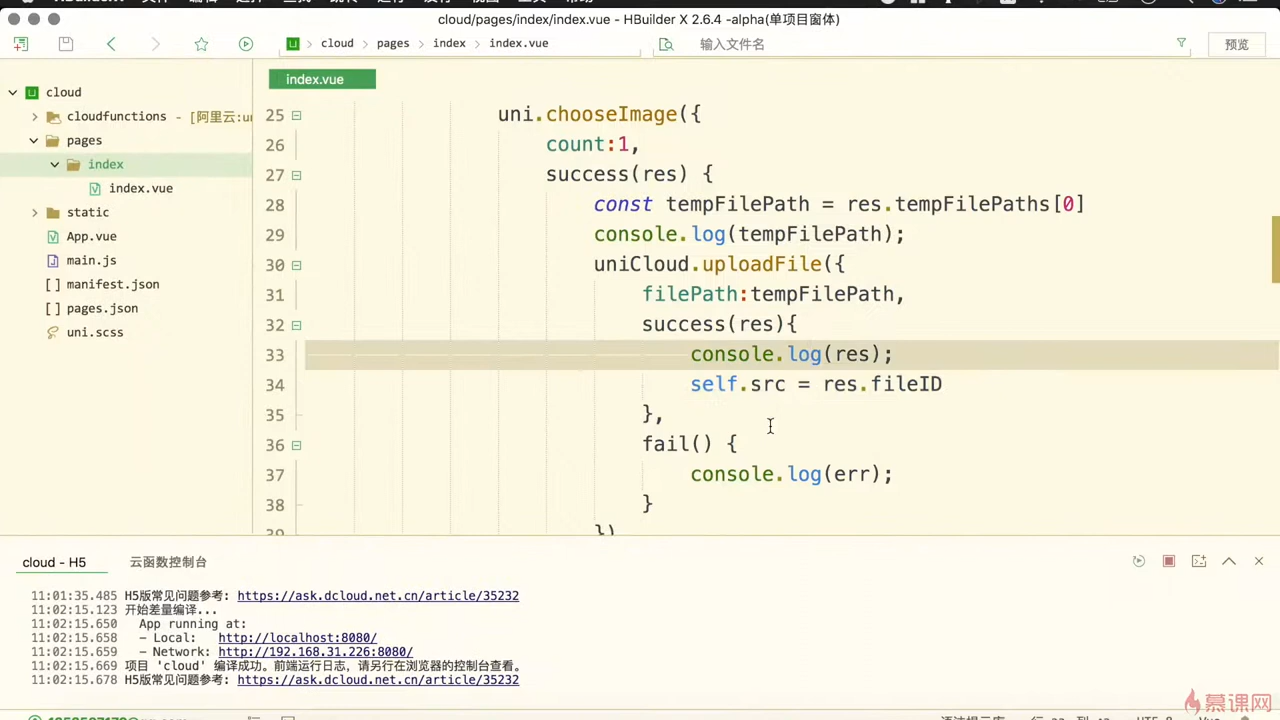 cloud/pages/index/index.vue - HBuilder X 2.6.4 -alpha(单项目窗体)
cloud
pages
index
index.vue
输入文件名
预览
cloud
cloudfunctions - [阿里云:u
pages
index
index.vue
static
App.vue
main.js
manifest.json
pages.json
uni.scss
index.vue
25 uni.chooseImage({
26 count:1,
27 success(res) {
28 const tempFilePath = res.tempFilePaths[0]
29 console.log(tempFilePath);
30 uniCloud.uploadFile({
31 filePath:tempFilePath,
32 success(res){
33 console.log(res);
34 self.src = res.fileID
35 },
36 fail() {
37 console.log(err);
38 }
39 })
cloud - H5
云函数控制台
11:01:35.485 H5版常见问题参考: https://ask.dcloud.net.cn/article/35232
11:02:15.123 开始差量编译...
11:02:15.650 App running at:
11:02:15.658 - Local: http://localhost:8080/
11:02:15.659 - Network: http://192.168.31.226:8080/
11:02:15.669 项目 'cloud' 编译成功。前端运行日志，请另行在浏览器的控制台查看。
11:02:15.678 H5版常见问题参考: https://ask.dcloud.net.cn/article/35232
慕课网